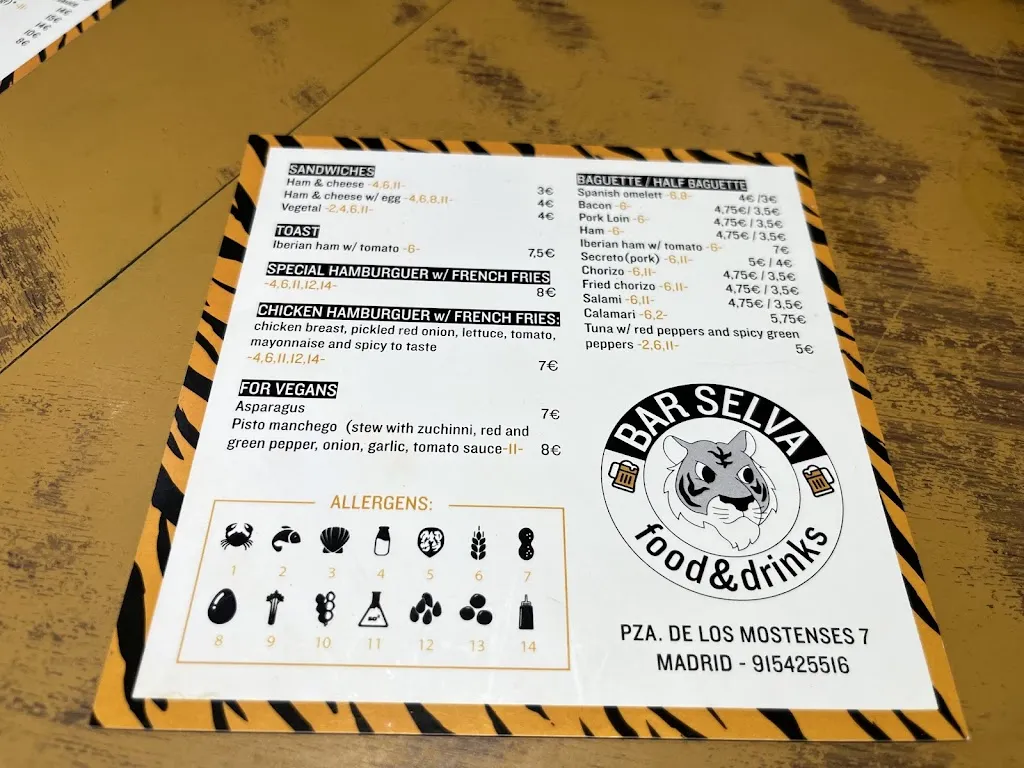 15€ 14€
14€
10€
8€
SANDWICHES
Ham & cheese -4,6,11- 3€
Ham & cheese w/ egg -4,6,8,11- 4€
Vegetal -2,4,6,11- 4€
TOAST
Iberian ham w/ tomato -6- 7,5€
SPECIAL HAMBURGUER w/ FRENCH FRIES
-4,6,11,12,14- 8€
CHICKEN HAMBURGUER w/ FRENCH FRIES:
chicken breast, pickled red onion, lettuce, tomato,
mayonnaise and spicy to taste
-4,6,11,12,14- 7€
FOR VEGANS
Asparagus 7€
Pisto manchego (stew with zuchinni, red and
green pepper, onion, garlic, tomato sauce-11- 8€
BAGUETTE / HALF BAGUETTE
Spanish omelett -6,8- 4€ /3€
Bacon -6- 4,75€ / 3,5€
Pork Loin -6- 4,75€ / 3,5€
Ham -6- 4,75€ / 3,5€
Iberian ham w/ tomato -6- 7€
Secreto(pork) -6,11- 5€ / 4€
Chorizo -6,11- 4,75€ / 3,5€
Fried chorizo -6,11- 4,75€ / 3,5€
Salami -6,11- 4,75€ / 3,5€
Calamari -6,2- 5,75€
Tuna w/ red peppers and spicy green
peppers -2,6,11- 5€
ALLERGENS:
1 2 3 4 5 6 7
8 9 10 11 12 13 14
BAR SELVA
food&drinks
PZA. DE LOS MOSTENSES 7
MADRID - 915425516